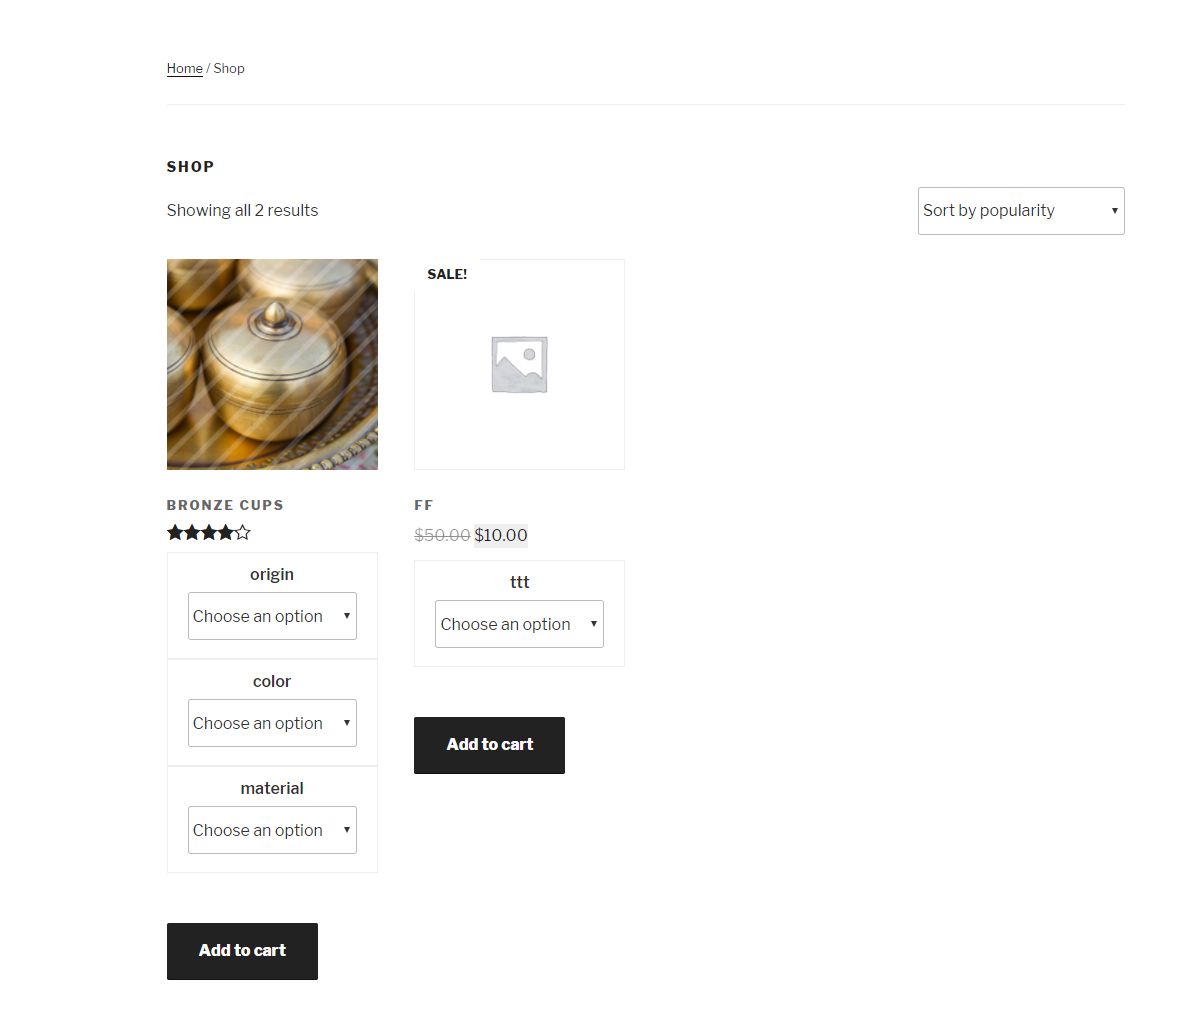 Home / Shop
SHOP
Showing all 2 results
Sort by popularity
BRONZE CUPS
origin
Choose an option
color
Choose an option
material
Choose an option
Add to cart
SALE!
FF
$50.00 $10.00
ttt
Choose an option
Add to cart